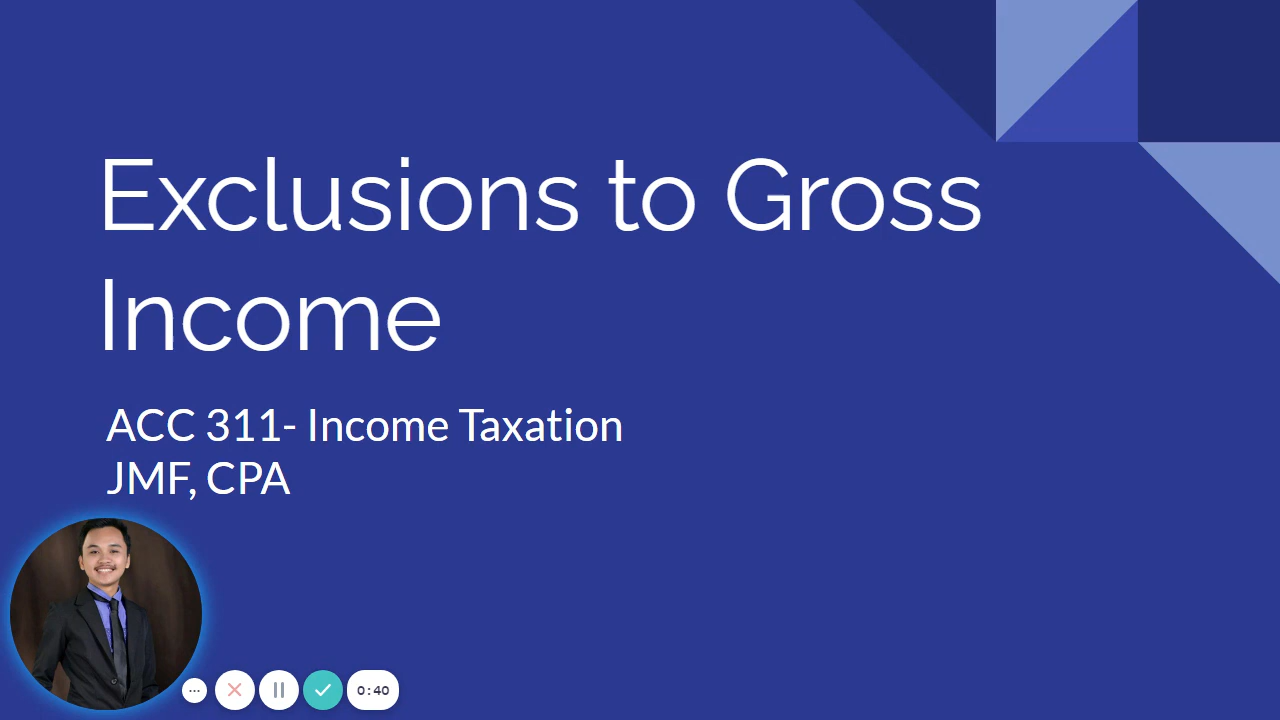 Exclusions to Gross
Income
ACC 311- Income Taxation
JMF, CPA
0:40